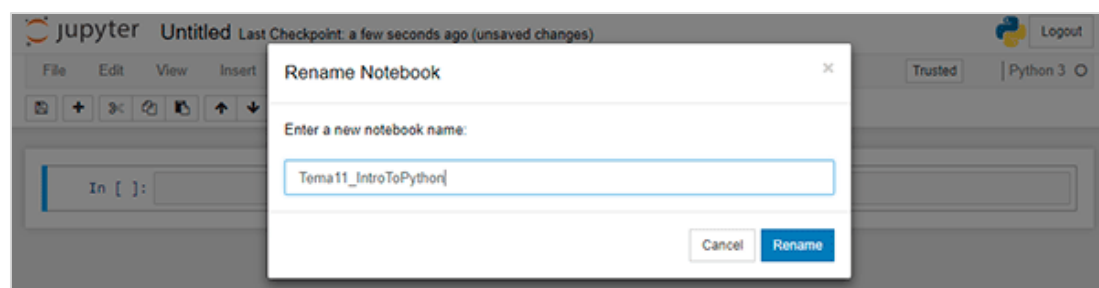 jupyter Untitled Last Checkpoint: a few seconds ago (unsaved changes) Logout
File Edit View Insert Trusted Python 3
Rename Notebook ×
Enter a new notebook name:
In [ ]: Tema11_IntroToPython
Cancel Rename